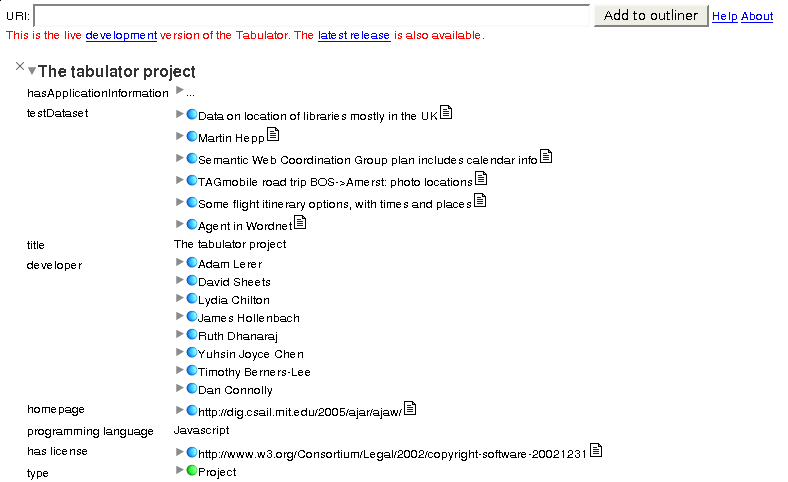 URI: Add to outliner Help About
This is the live development version of the Tabulator. The latest release is also available.
The tabulator project
hasApplicationInformation ...
testDataset Data on location of libraries mostly in the UK
Martin Hepp
Semantic Web Coordination Group plan includes calendar info
TAGmobile road trip BOS->Amerst: photo locations
Some flight itinerary options, with times and places
Agent in Wordnet
title The tabulator project
developer Adam Lerer
David Sheets
Lydia Chilton
James Hollenbach
Ruth Dhanaraj
Yuhsin Joyce Chen
Timothy Berners-Lee
Dan Connolly
homepage http://dig.csail.mit.edu/2005/ajar/ajaw/
programming language Javascript
has license http://www.w3.org/Consortium/Legal/2002/copyright-software-20021231
type Project